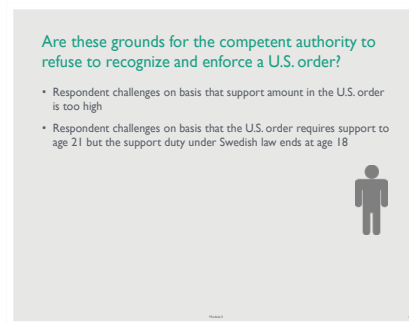 Are these grounds for the competent authority to
refuse to recognize and enforce a U.S. order?
• Respondent challenges on basis that support amount in the U.S. order
is too high
• Respondent challenges on basis that the U.S. order requires support to
age 21 but the support duty under Swedish law ends at age 18